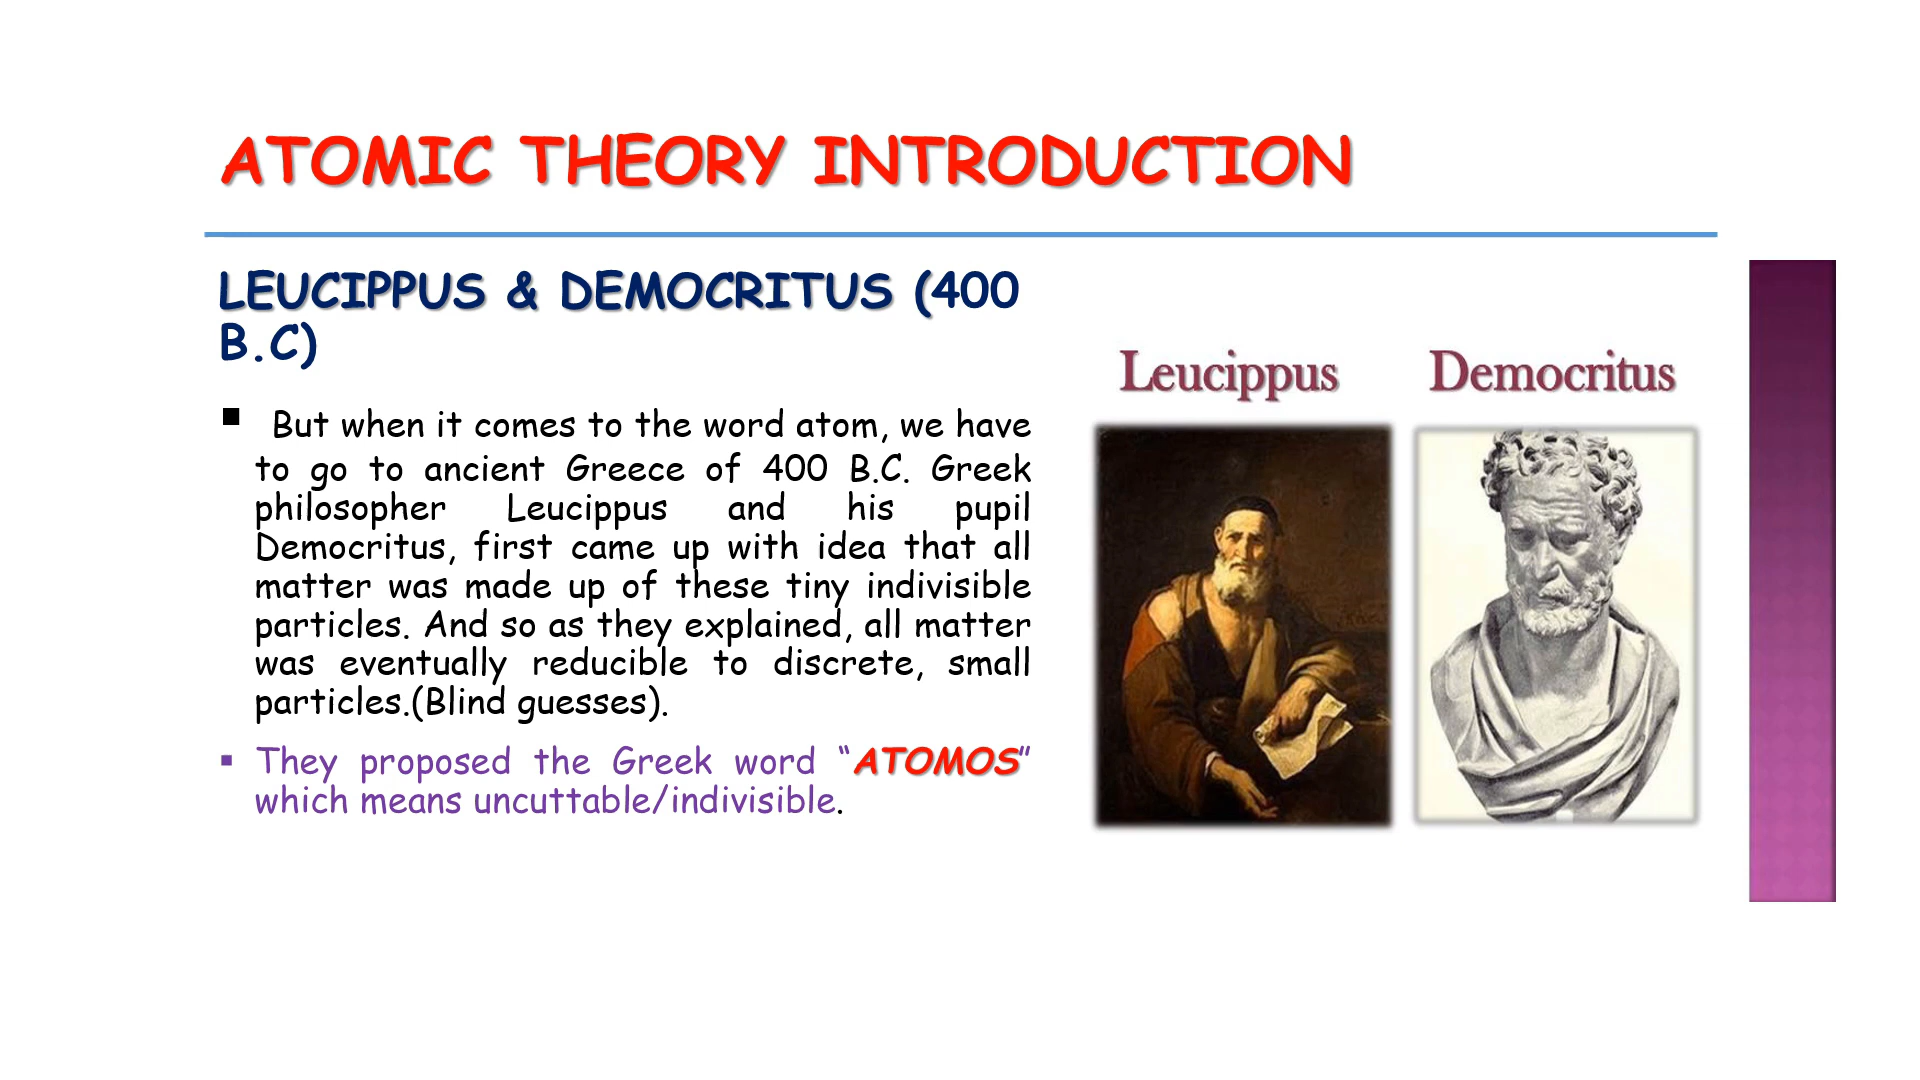 ATOMIC THEORY INTRODUCTION
LEUCIPPUS & DEMOCRITUS (400
B.C)
▪ But when it comes to the word atom, we have
to go to ancient Greece of 400 B.C. Greek
philosopher Leucippus and his pupil
Democritus, first came up with idea that all
matter was made up of these tiny indivisible
particles. And so as they explained, all matter
was eventually reducible to discrete, small
particles.(Blind guesses).
▪ They proposed the Greek word “ATOMOS”
which means uncuttable/indivisible.
Leucippus Democritus